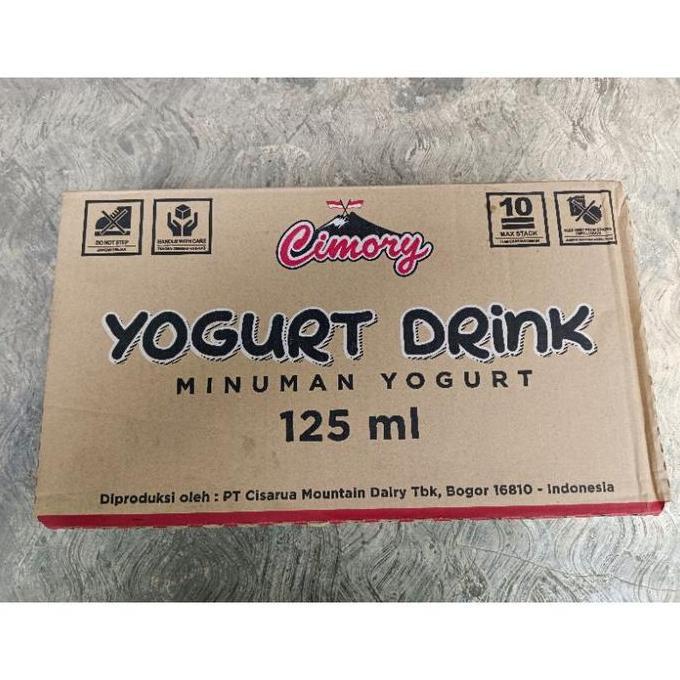 Cimory
DO NOT STEP
HANDLE WITH CARE
10
MAX STACK
YOGURT DRINK
MINUMAN YOGURT
125 ml
Diproduksi oleh : PT Cisarua Mountain Dairy Tbk, Bogor 16810 - Indonesia